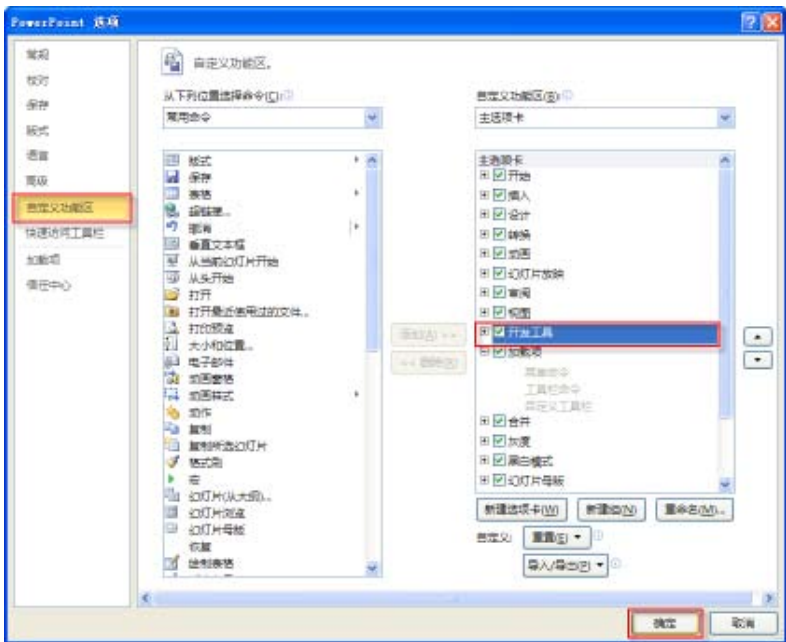 PowerPoint 选项
常规
校对
保存
版式
语言
高级
自定义功能区
快速访问工具栏
加载项
信任中心
自定义功能区。
从下列位置选择命令(C):
常用命令
版式
保存
表格
超链接...
取消
垂直文本框
从当前幻灯片开始
从头开始
打开
打开最近使用过的文件...
打印预览
大小和位置...
电子邮件
动画窗格
动画样式
动作
复制
复制所选幻灯片
格式刷
幻灯片(从大纲)...
幻灯片浏览
幻灯片母版
恢复
绘制表格
添加(A) >>
<< 删除(R)
自定义功能区(B):
主选项卡
主选项卡
开始
插入
设计
转换
动画
幻灯片放映
审阅
视图
开发工具
加载项
菜单命令
工具栏命令
自定义工具栏
合并
灰度
黑白模式
幻灯片母版
新建选项卡(W)
新建组(N)
重命名(M)...
自定义:
重置(E)
导入/导出(P)
确定
取消